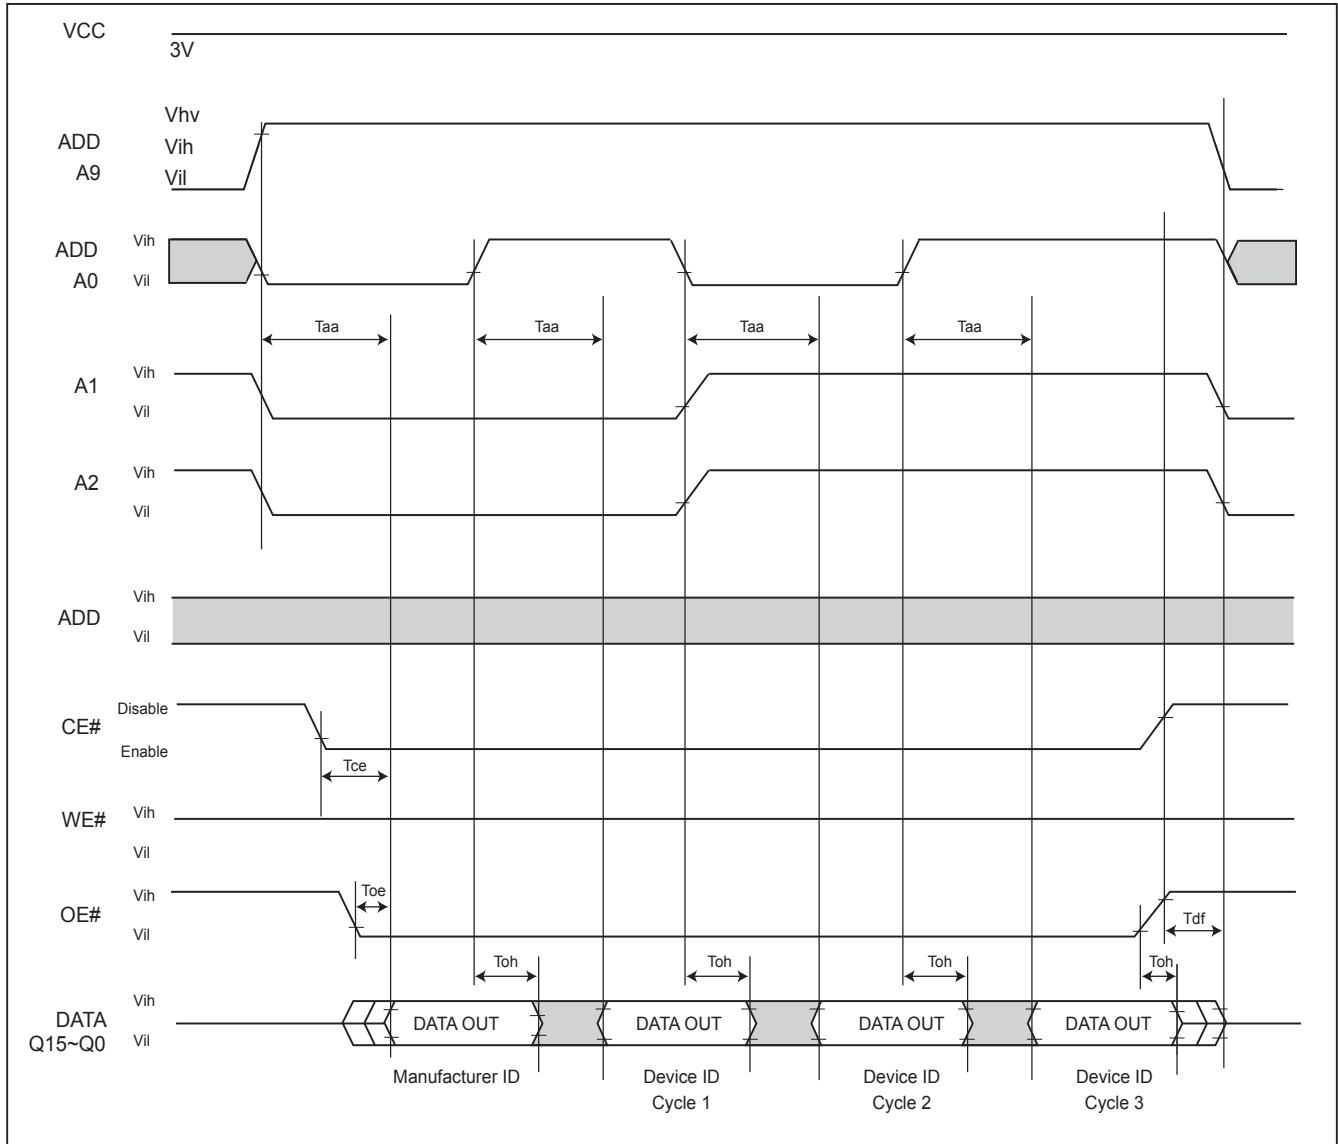 VCC
3V
Vhv
ADD
Vih
A9
Vil
ADD
Vih
A0
Vil
Taa
Taa
Taa
Taa
A1
Vih
Vil
A2
Vih
Vil
ADD
Vih
Vil
CE#
Disable
Enable
Tce
WE#
Vih
Vil
OE#
Vih
Vil
Toe
Tdf
Toh
Toh
Toh
Toh
DATA
Q15~Q0
Vih
Vil
DATA OUT
DATA OUT
DATA OUT
DATA OUT
Manufacturer ID
Device ID
Cycle 1
Device ID
Cycle 2
Device ID
Cycle 3